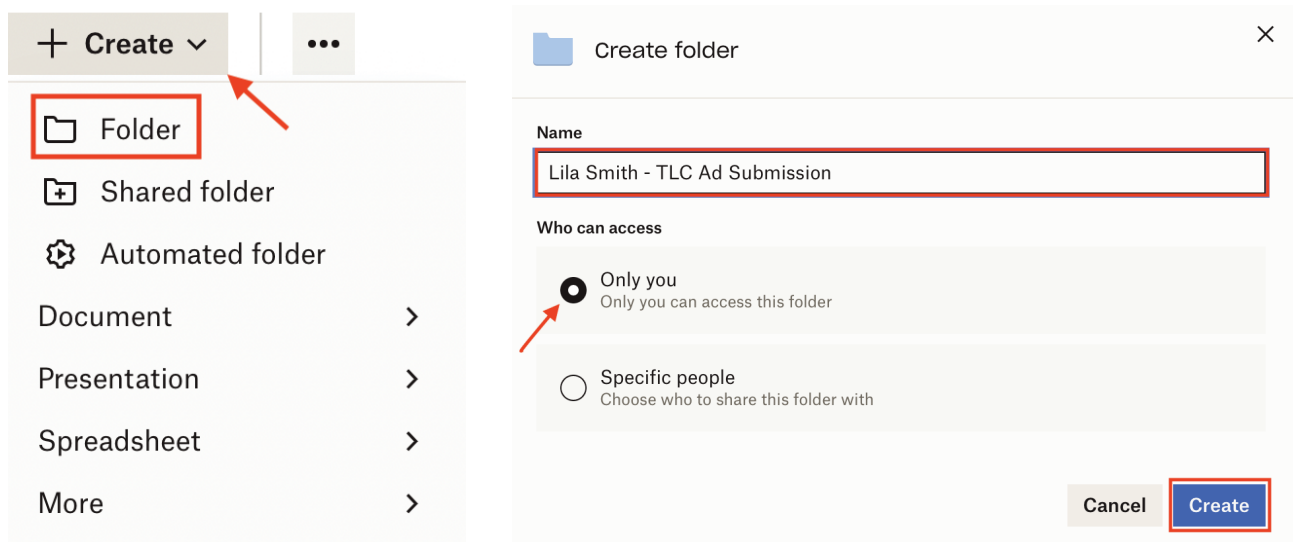 Create
Folder
Shared folder
Automated folder
Document
Presentation
Spreadsheet
More
Create folder
Name
Lila Smith - TLC Ad Submission
Who can access
Only you
Only you can access this folder
Specific people
Choose who to share this folder with
Cancel
Create